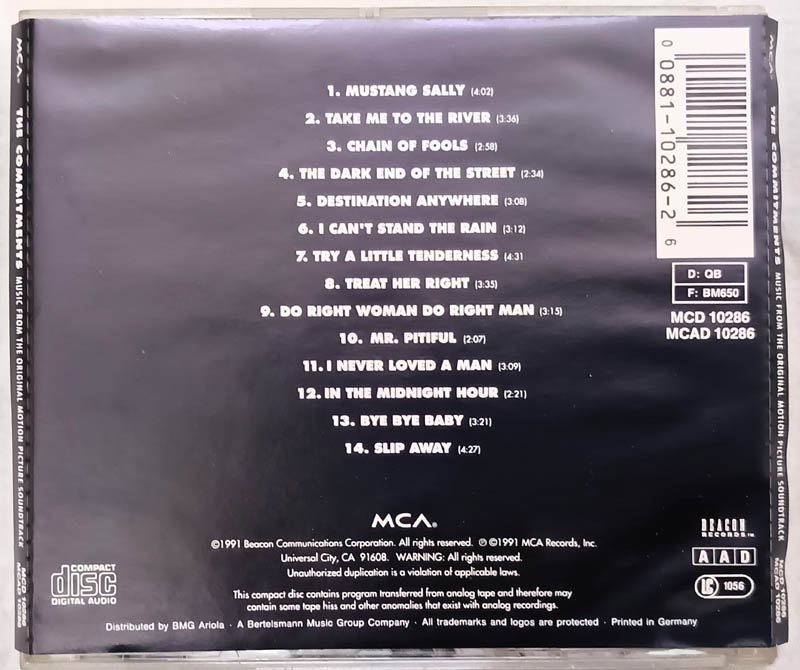 MCA®
THE COMMITMENTS MUSIC FROM THE ORIGINAL MOTION PICTURE SOUNDTRACK
MCD 10286
MCAD 10286
1. MUSTANG SALLY (4:02)
2. TAKE ME TO THE RIVER (3:36)
3. CHAIN OF FOOLS (2:58)
4. THE DARK END OF THE STREET (2:34)
5. DESTINATION ANYWHERE (3:08)
6. I CAN'T STAND THE RAIN (3:12)
7. TRY A LITTLE TENDERNESS (4:31
8. TREAT HER RIGHT (3:35)
9. DO RIGHT WOMAN DO RIGHT MAN (3:15)
10. MR. PITIFUL (2:07)
11. I NEVER LOVED A MAN (3:09)
12. IN THE MIDNIGHT HOUR (2:21)
13. BYE BYE BABY (3:21)
14. SLIP AWAY (4:27)
0 0881-10286-2 6
D: QB
F: BM650
MCD 10286
MCAD 10286
MCA®
©1991 Beacon Communications Corporation. All rights reserved. ℗©1991 MCA Records, Inc.
Universal City, CA 91608. WARNING: All rights reserved.
Unauthorized duplication is a violation of applicable laws.
This compact disc contains program transferred from analog tape and therefore may
contain some tape hiss and other anomalies that exist with analog recordings.
Distributed by BMG Ariola · A Bertelsmann Music Group Company · All trademarks and logos are protected · Printed in Germany
COMPACT
disc
DIGITAL AUDIO
BEACON
RECORDS.™
A A D
LC 1056
MCA®
THE COMMITMENTS MUSIC FROM THE ORIGINAL MOTION PICTURE SOUNDTRACK
MCD 10286
MCAD 10286